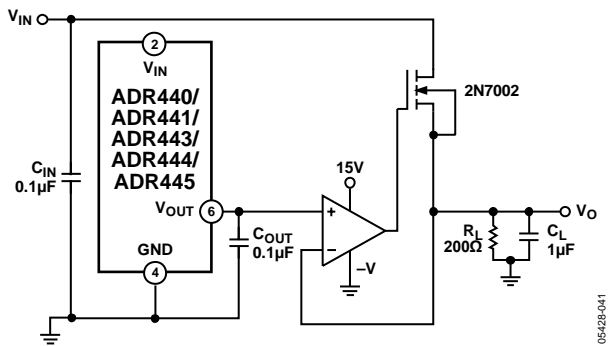 VIN
2
VIN
ADR440/
ADR441/
ADR443/
ADR444/
ADR445
2N7002
CIN
0.1µF
15V
VOUT
6
+
–
–V
COUT
0.1µF
GND
4
VO
RL
200Ω
CL
1µF
05428-041